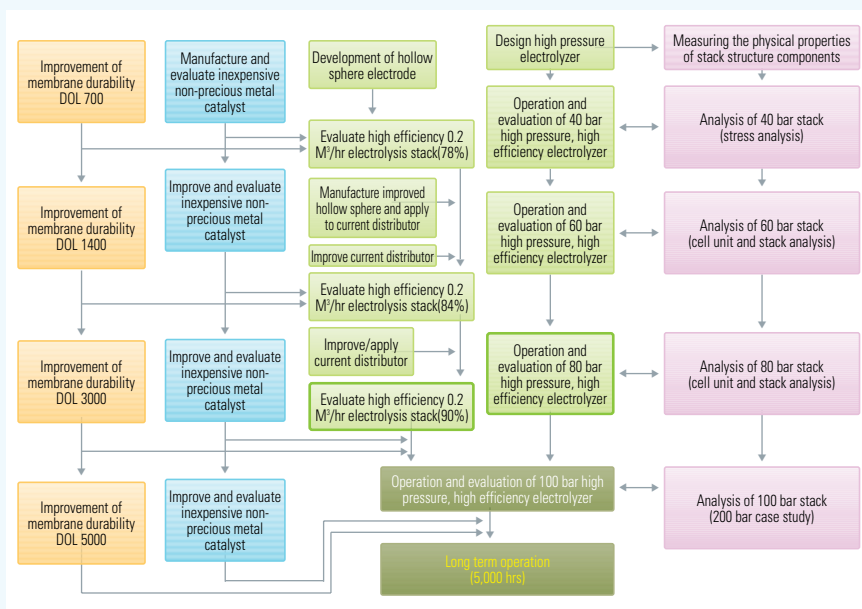 Improvement of
membrane durability
DOL 700
Manufacture and
evaluate inexpensive
non-precious metal
catalyst
Development of hollow
sphere electrode
Design high pressure
electrolyzer
Measuring the physical properties
of stack structure components
Evaluate high efficiency 0.2
M³/hr electrolysis stack(78%)
Operation and
evaluation of 40 bar
high pressure, high
efficiency electrolyzer
Analysis of 40 bar stack
(stress analysis)
Improvement of
membrane durability
DOL 1400
Improve and evaluate
inexpensive non-
precious metal
catalyst
Manufacture improved
hollow sphere and apply
to current distributor
Improve current distributor
Operation and
evaluation of 60 bar
high pressure, high
efficiency electrolyzer
Analysis of 60 bar stack
(cell unit and stack analysis)
Evaluate high efficiency 0.2
M³/hr electrolysis stack(84%)
Improvement of
membrane durability
DOL 3000
Improve and evaluate
inexpensive non-
precious metal
catalyst
Improve/apply
current distributor
Evaluate high efficiency 0.2
M³/hr electrolysis stack(90%)
Operation and
evaluation of 80 bar
high pressure, high
efficiency electrolyzer
Analysis of 80 bar stack
(cell unit and stack analysis)
Improvement of
membrane durability
DOL 5000
Improve and evaluate
inexpensive non-
precious metal
catalyst
Operation and evaluation of 100 bar high
pressure, high efficiency electrolyzer
Analysis of 100 bar stack
(200 bar case study)
Long term operation
(5,000 hrs)